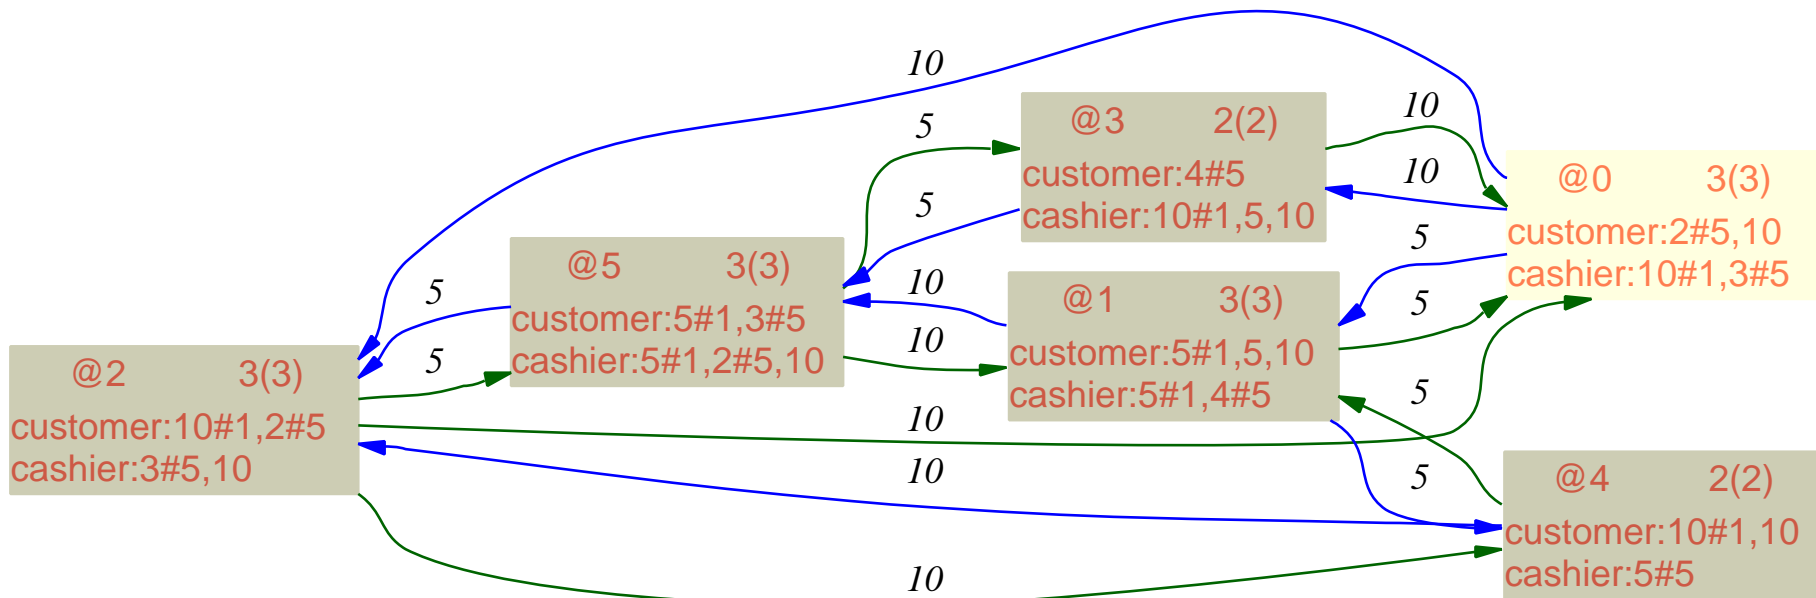 10
@3 2(2)
customer:4#5
cashier:10#1,5,10
10
10
@0 3(3)
customer:2#5,10
cashier:10#1,3#5
5
5
@5 3(3)
customer:5#1,3#5
cashier:5#1,2#5,10
10
10
@1 3(3)
customer:5#1,5,10
cashier:5#1,4#5
5
5
5
5
@2 3(3)
customer:10#1,2#5
cashier:3#5,10
10
10
10
5
5
@4 2(2)
customer:10#1,10
cashier:5#5